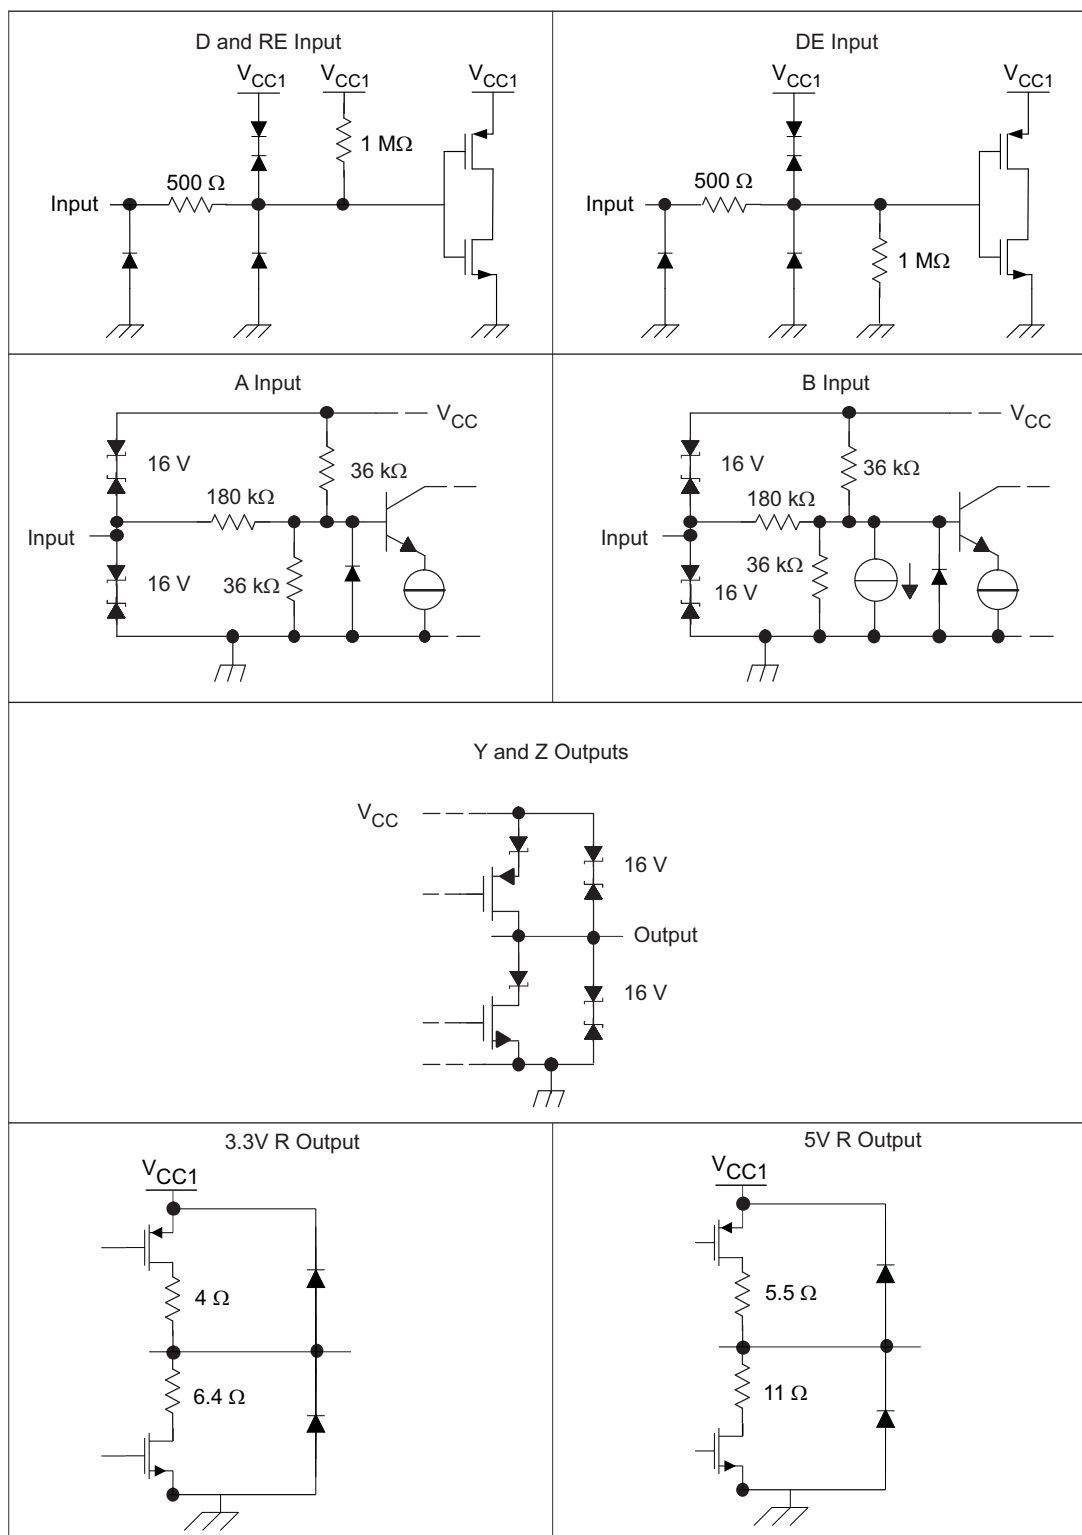 D and RE Input
DE Input
VCC1
VCC1
VCC1
VCC1
VCC1
1 MΩ
500 Ω
500 Ω
Input
Input
1 MΩ
A Input
B Input
VCC
VCC
16 V
36 kΩ
16 V
36 kΩ
180 kΩ
180 kΩ
Input
Input
16 V
36 kΩ
36 kΩ
16 V
Y and Z Outputs
VCC
16 V
Output
16 V
3.3V R Output
5V R Output
VCC1
VCC1
4 Ω
5.5 Ω
6.4 Ω
11 Ω